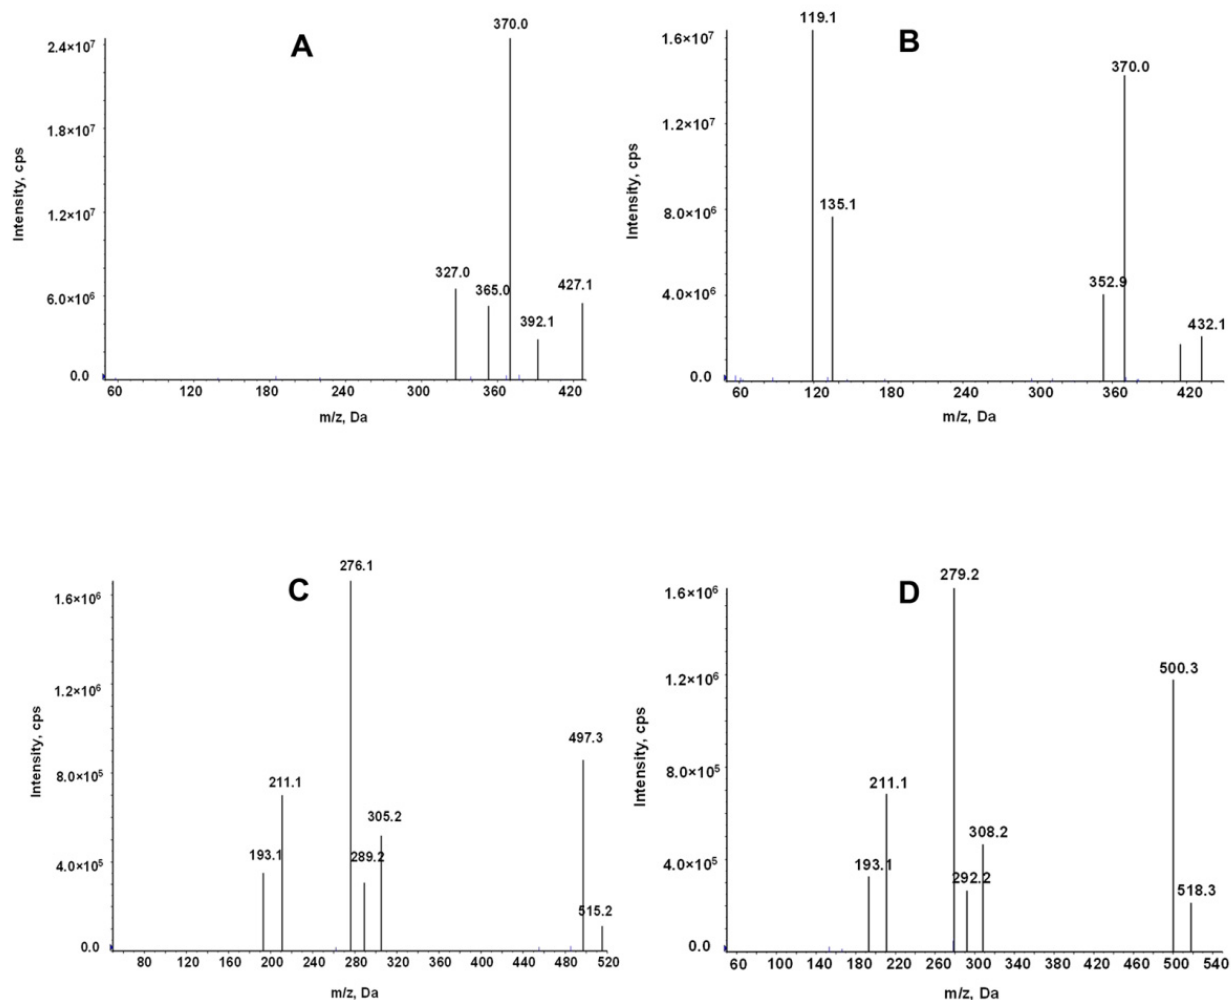 A
370.0
2.4×10⁷
1.8×10⁷
1.2×10⁷
327.0
365.0
427.1
392.1
6.0×10⁶
0.0
60 120 180 240 300 360 420
m/z, Da
Intensity, cps
B
119.1
1.6×10⁷
370.0
1.2×10⁷
135.1
8.0×10⁶
352.9
4.0×10⁶
432.1
0.0
60 120 180 240 300 360 420
m/z, Da
Intensity, cps
C
276.1
1.6×10⁶
1.2×10⁶
497.3
8.0×10⁵
211.1
305.2
193.1
289.2
4.0×10⁵
515.2
0.0
80 120 160 200 240 280 320 360 400 440 480 520
m/z, Da
Intensity, cps
D
279.2
1.6×10⁶
500.3
1.2×10⁶
211.1
8.0×10⁵
308.2
193.1
292.2
4.0×10⁵
518.3
0.0
60 100 140 180 220 260 300 340 380 420 460 500 540
m/z, Da
Intensity, cps